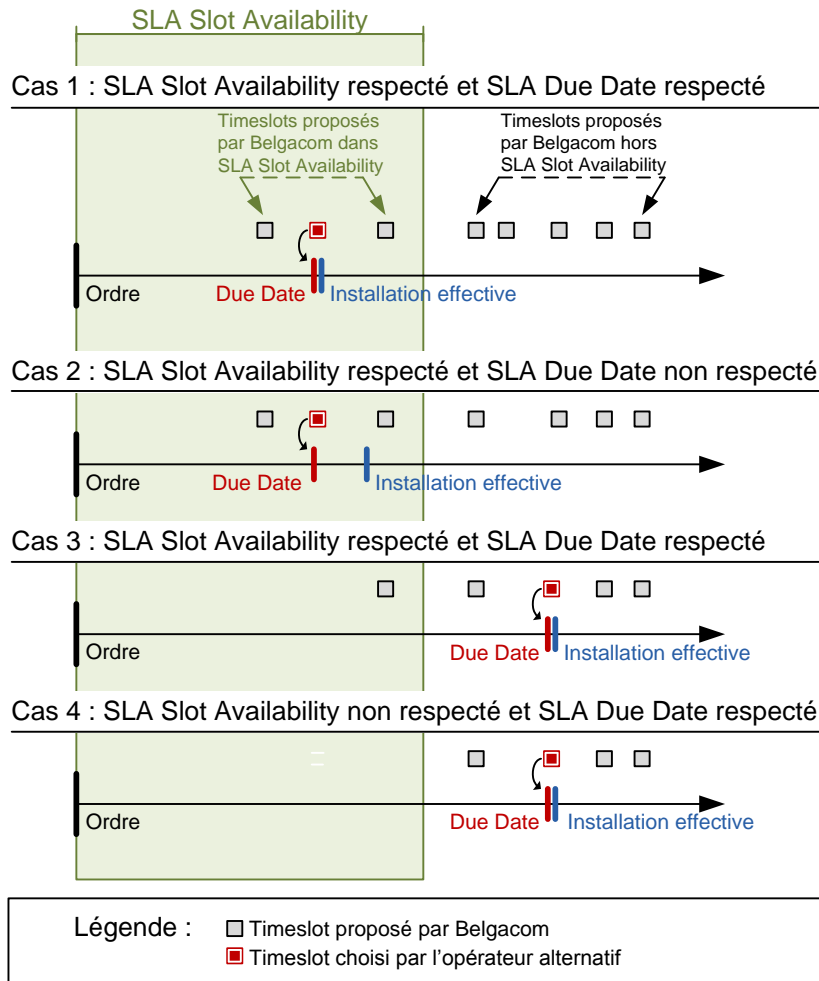 SLA Slot Availability
Cas 1 : SLA Slot Availability respecté et SLA Due Date respecté
Timeslots proposés
par Belgacom dans
SLA Slot Availability
Timeslots proposés
par Belgacom hors
SLA Slot Availability
Ordre
Due Date
Installation effective
Cas 2 : SLA Slot Availability respecté et SLA Due Date non respecté
Ordre
Due Date
Installation effective
Cas 3 : SLA Slot Availability respecté et SLA Due Date respecté
Ordre
Due Date
Installation effective
Cas 4 : SLA Slot Availability non respecté et SLA Due Date respecté
Ordre
Due Date
Installation effective
Légende :
Timeslot proposé par Belgacom
Timeslot choisi par l'opérateur alternatif